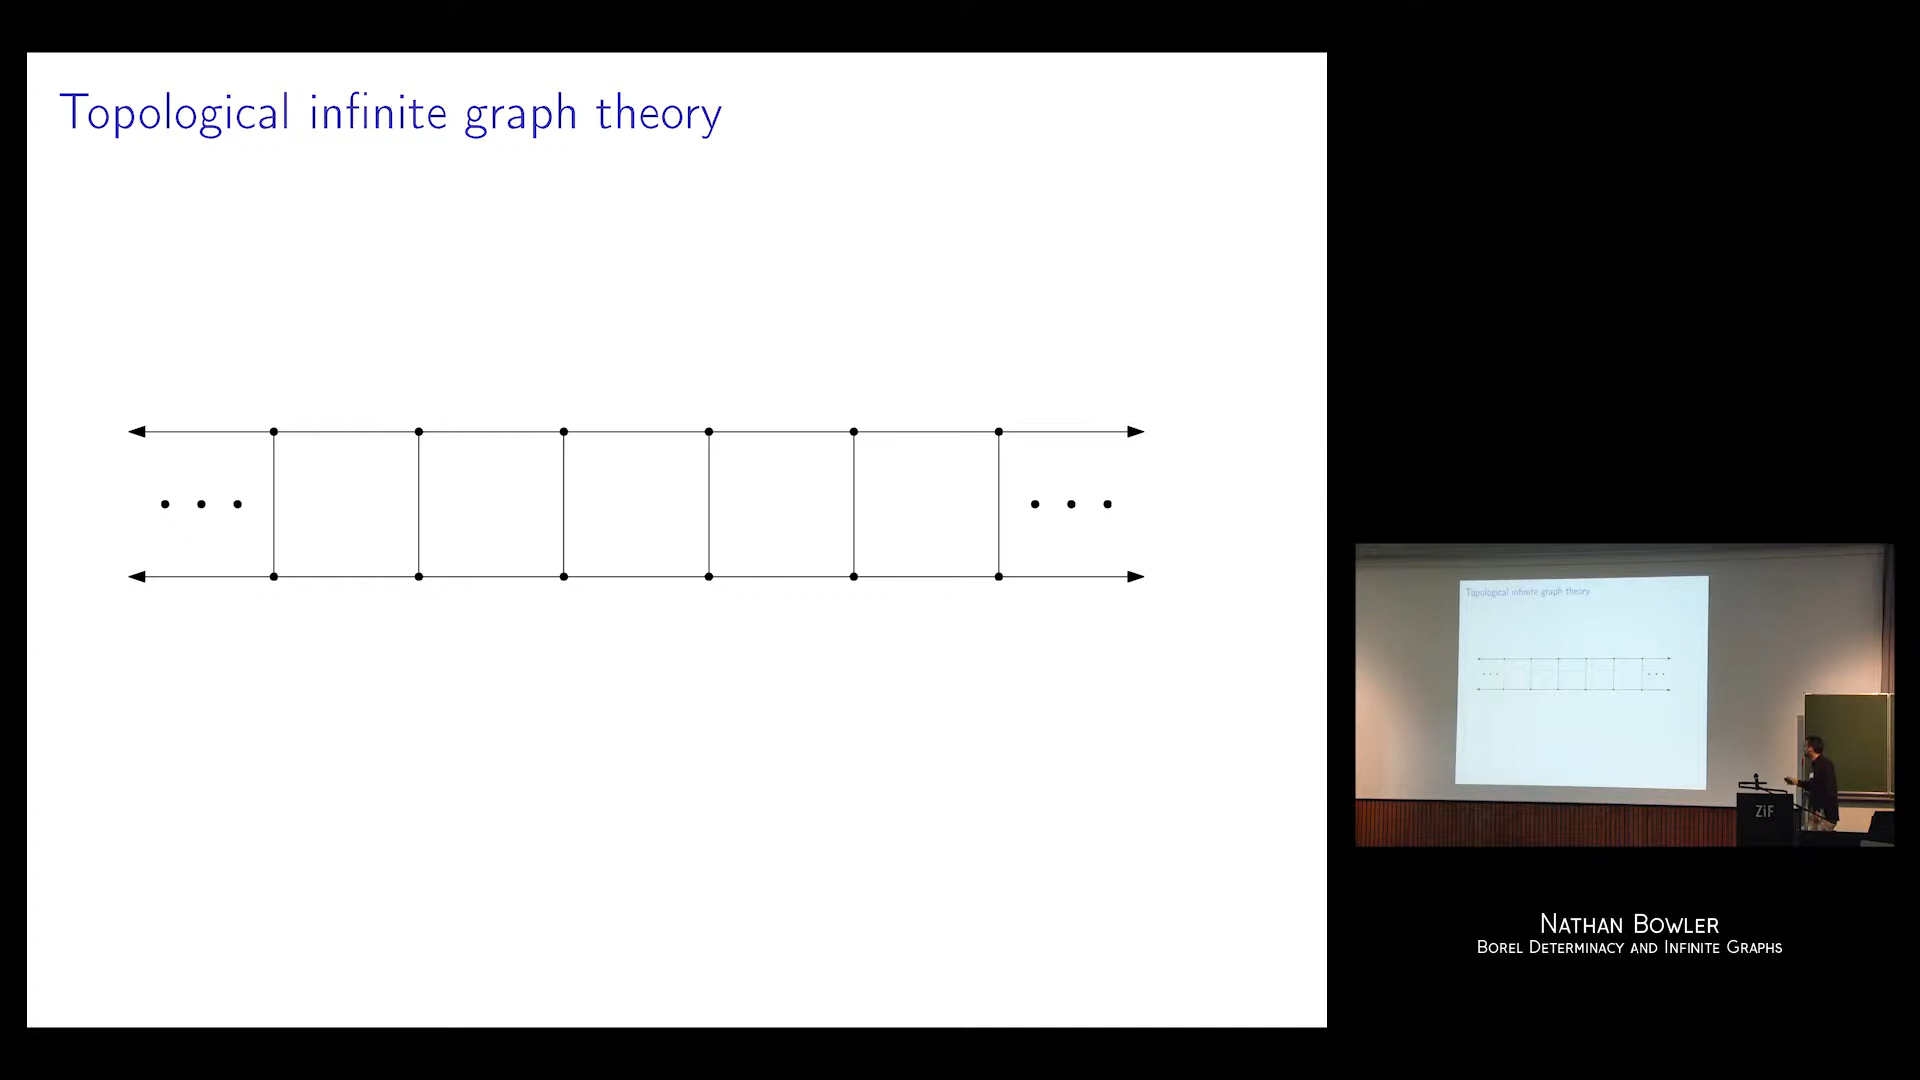 Topological infinite graph theory
Topological infinite graph theory
ZiF
Nathan Bowler
Borel Determinacy and Infinite Graphs